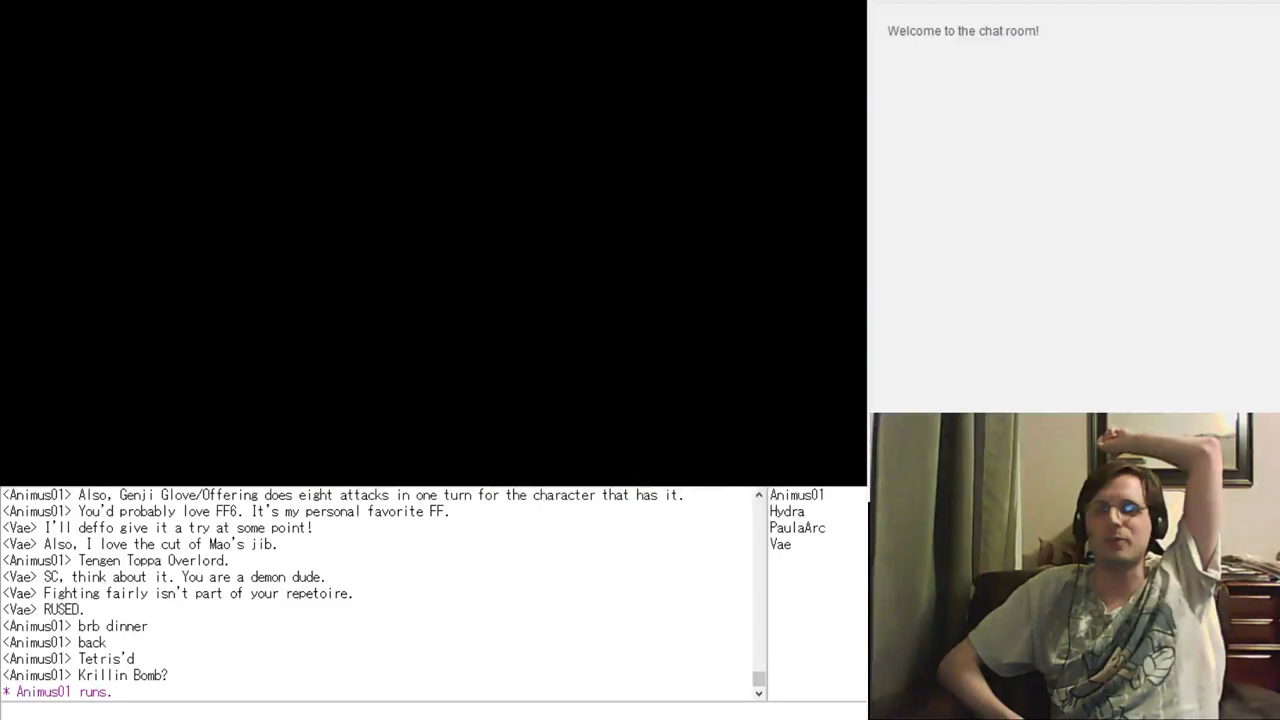 Welcome to the chat room!
<Animus01> Also, Genji Glove/Offering does eight attacks in one turn for the character that has it.
<Animus01> You'd probably love FF6. It's my personal favorite FF.
<Vae> I'll deffo give it a try at some point!
<Vae> Also, I love the cut of Mao's jib.
<Animus01> Tengen Toppa Overlord.
<Vae> SC, think about it. You are a demon dude.
<Vae> Fighting fairly isn't part of your repetoire.
<Vae> RUSED.
<Animus01> brb dinner
<Animus01> back
<Animus01> Tetris'd
<Animus01> Krillin Bomb?
* Animus01 runs.
Animus01
Hydra
PaulaArc
Vae